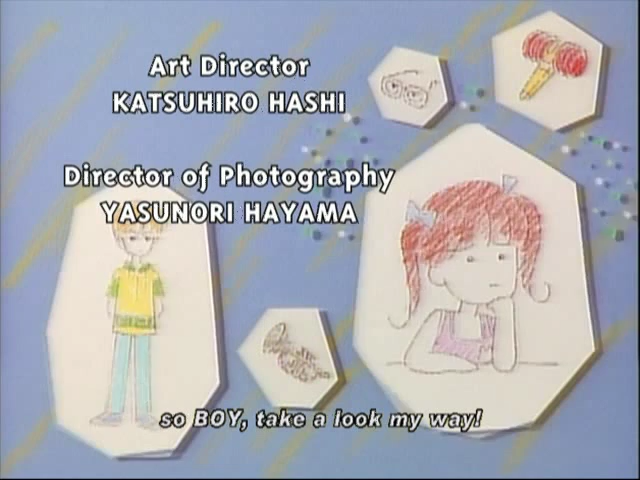 Art Director
KATSUHIRO HASHI
Director of Photography
YASUNORI HAYAMA
so BOY, take a look my way!